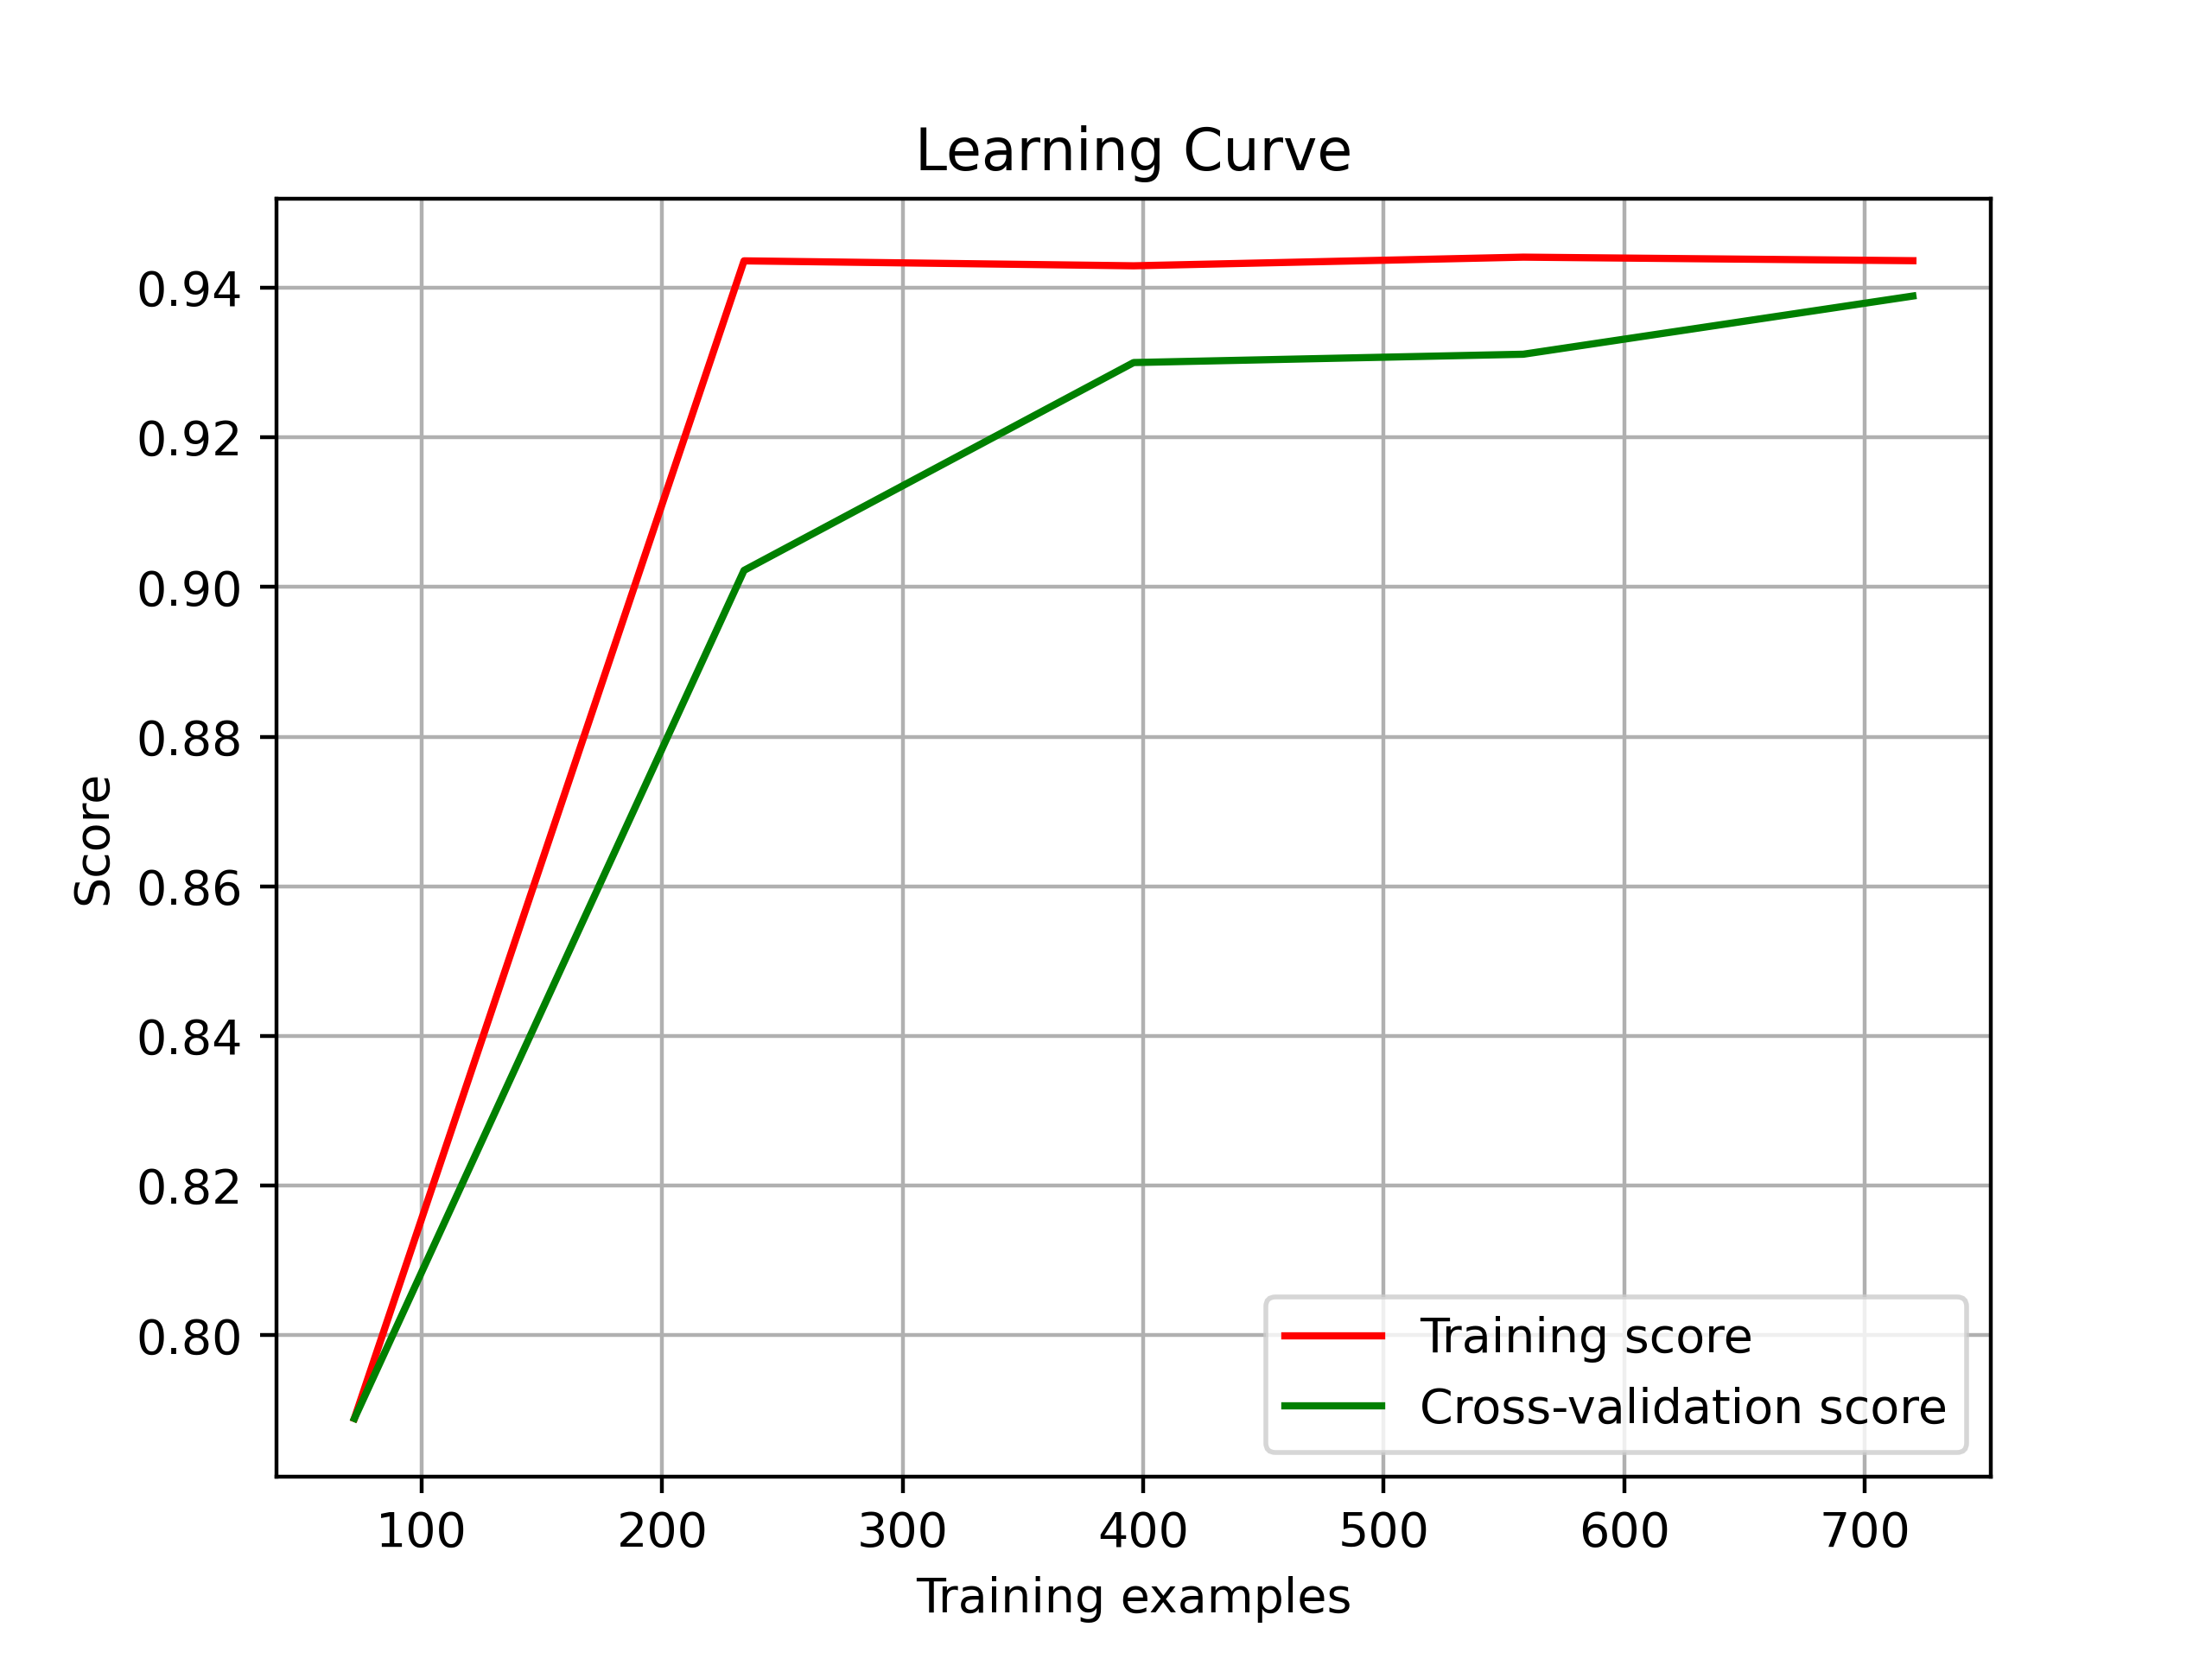 Learning Curve
0.94
0.92
0.90
0.88
0.86
0.84
0.82
0.80
Score
Training score
Cross-validation score
100 200 300 400 500 600 700
Training examples